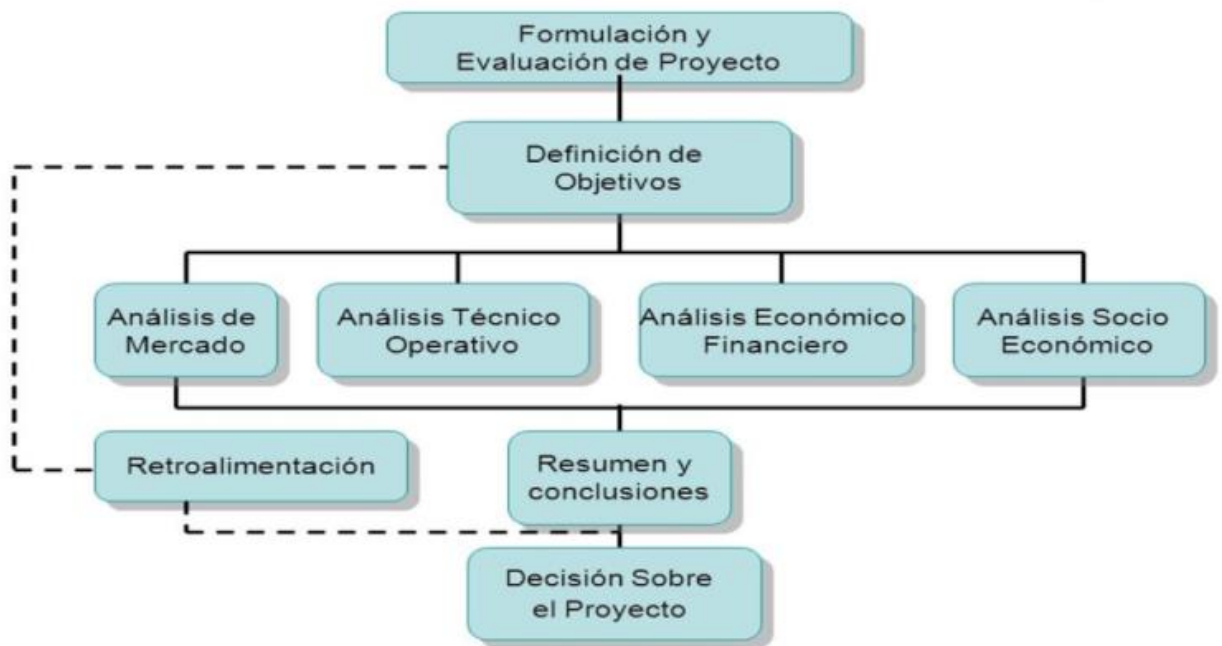 Formulación y
Evaluación de Proyecto
Definición de
Objetivos
Análisis de
Mercado
Análisis Técnico
Operativo
Análisis Económico
Financiero
Análisis Socio
Económico
Retroalimentación
Resumen y
conclusiones
Decisión Sobre
el Proyecto